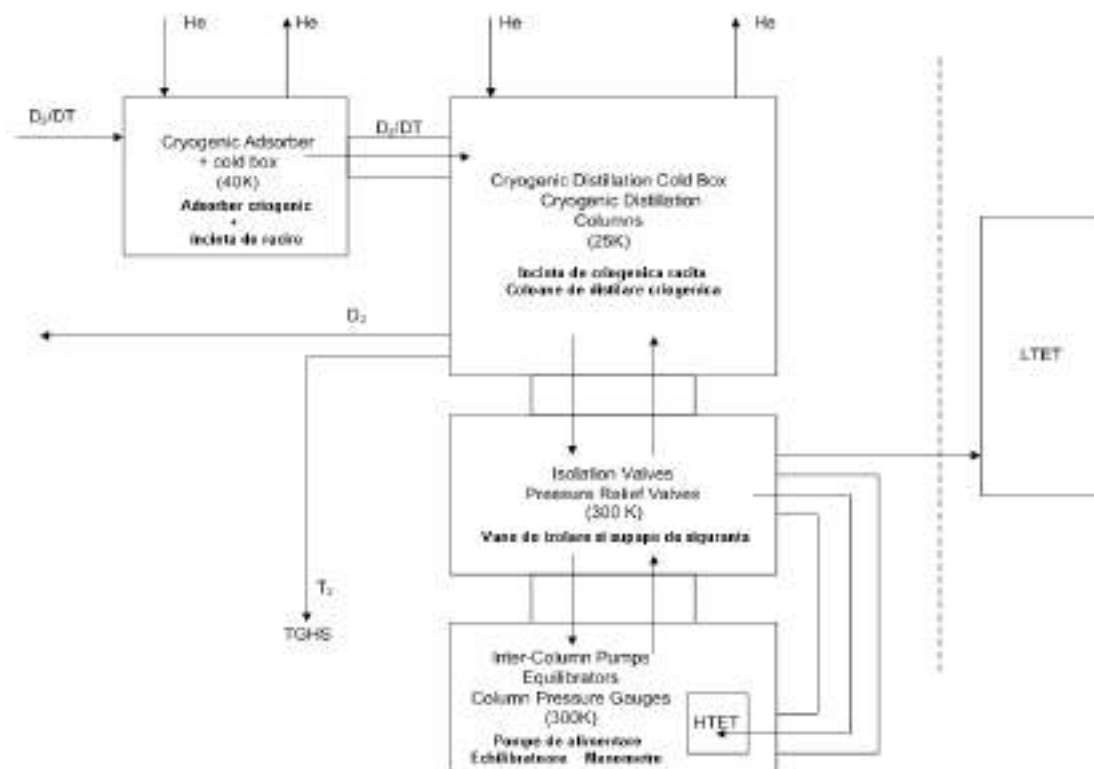 He
He
He
He
D₂/DT
Cryogenic Adsorber
+ cold box
(40K)
Adsorber criogenic
+
Incinta de racire
D₂/DT
Cryogenic Distillation Cold Box
Cryogenic Distillation
Columns
(25K)
Incinta de criogenica racita
Coloane de distilare criogenica
D₂
LTET
Isolation Valves
Pressure Relief Valves
(300 K)
Vane de izolare si supape de siguranta
T₂
TGHS
Inter-Column Pumps
Equilibrators
Column Pressure Gauges
(300K)
HTET
Pompe de alimentare
Echilibratoare Manometre